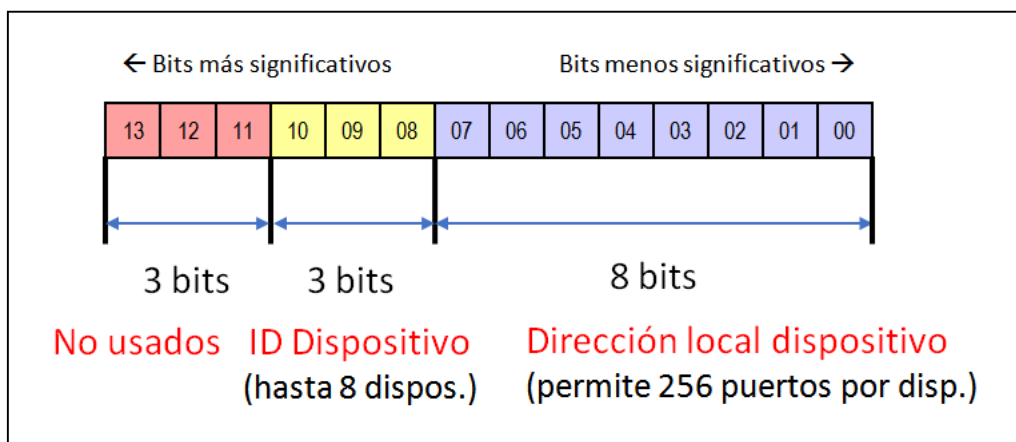 ← Bits más significativos Bits menos significativos →
13 12 11 10 09 08 07 06 05 04 03 02 01 00
3 bits 3 bits 8 bits
No usados ID Dispositivo Dirección local dispositivo
(hasta 8 dispos.) (permite 256 puertos por disp.)